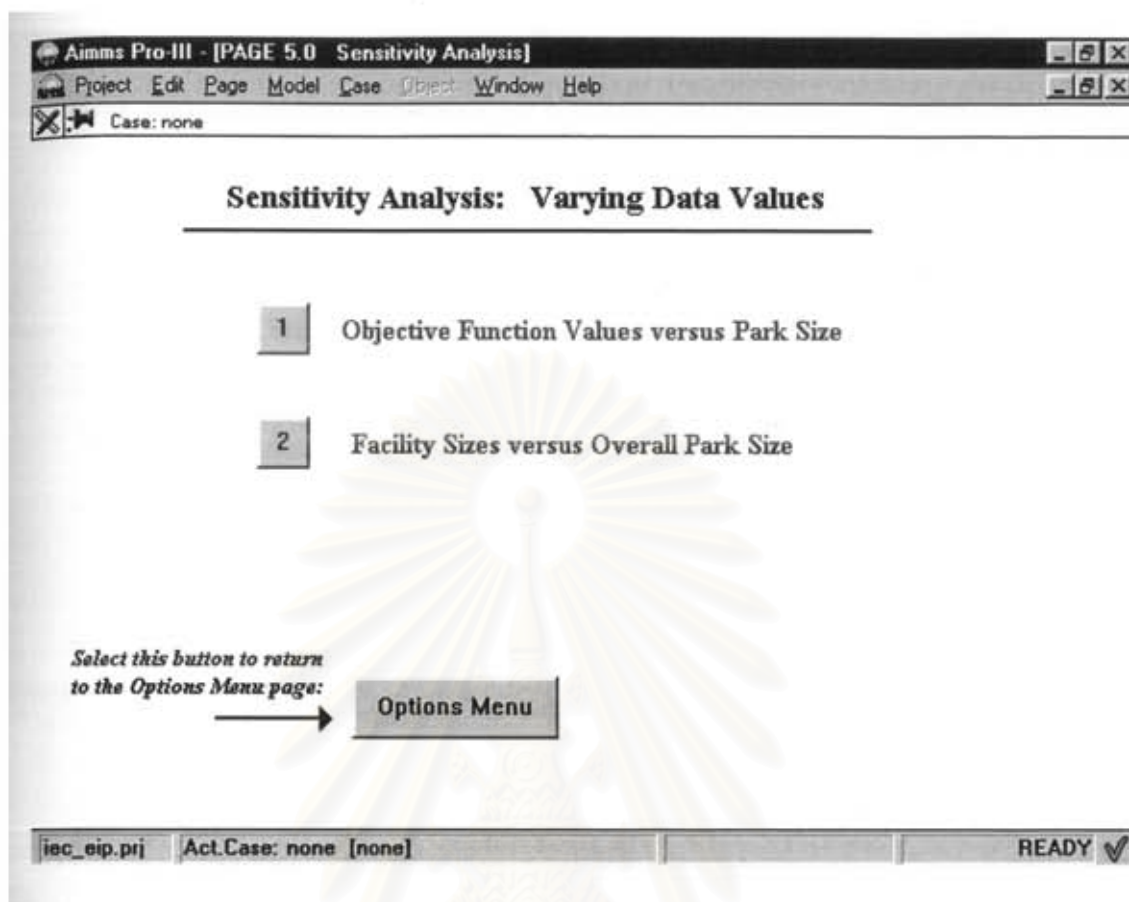 Aimms Pro-III - [PAGE 5.0 Sensitivity Analysis]
Project Edit Page Model Case Object Window Help
Case: none
Sensitivity Analysis: Varying Data Values
1 Objective Function Values versus Park Size
2 Facility Sizes versus Overall Park Size
Select this button to return
to the Options Menu page:
Options Menu
iec_eip.prj Act.Case: none [none] READY